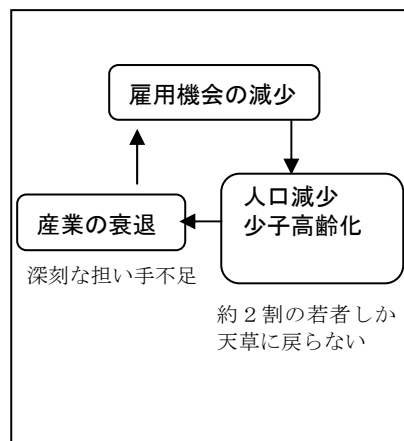 雇用機会の減少
人口減少
少子高齢化
産業の衰退
深刻な担い手不足
約２割の若者しか
天草に戻らない